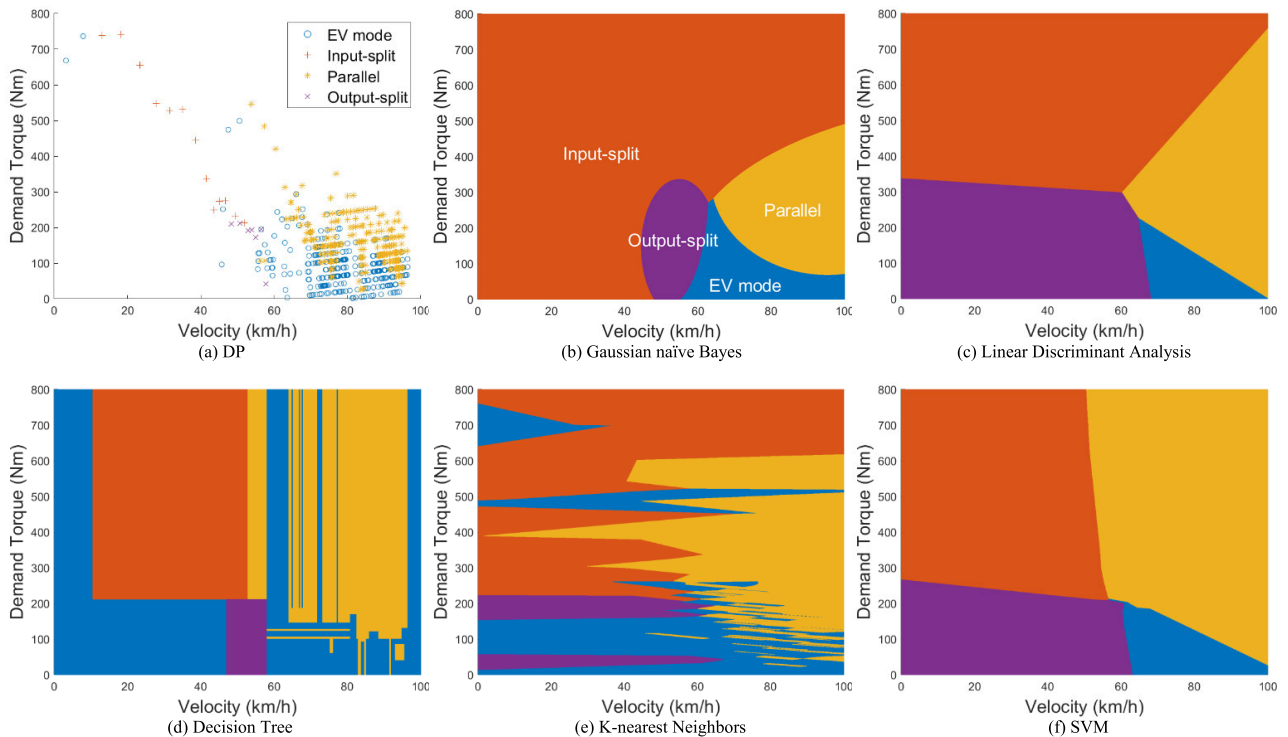 800
700
600
500
400
300
200
100
0
Demand Torque (Nm)
EV mode
Input-split
Parallel
Output-split
0 20 40 60 80 100
Velocity (km/h)
(a) DP
800
700
600
500
400
300
200
100
0
Demand Torque (Nm)
Input-split
Parallel
Output-split
EV mode
0 20 40 60 80 100
Velocity (km/h)
(b) Gaussian naïve Bayes
800
700
600
500
400
300
200
100
0
Demand Torque (Nm)
0 20 40 60 80 100
Velocity (km/h)
(c) Linear Discriminant Analysis
800
700
600
500
400
300
200
100
0
Demand Torque (Nm)
0 20 40 60 80 100
Velocity (km/h)
(d) Decision Tree
800
700
600
500
400
300
200
100
0
Demand Torque (Nm)
0 20 40 60 80 100
Velocity (km/h)
(e) K-nearest Neighbors
800
700
600
500
400
300
200
100
0
Demand Torque (Nm)
0 20 40 60 80 100
Velocity (km/h)
(f) SVM